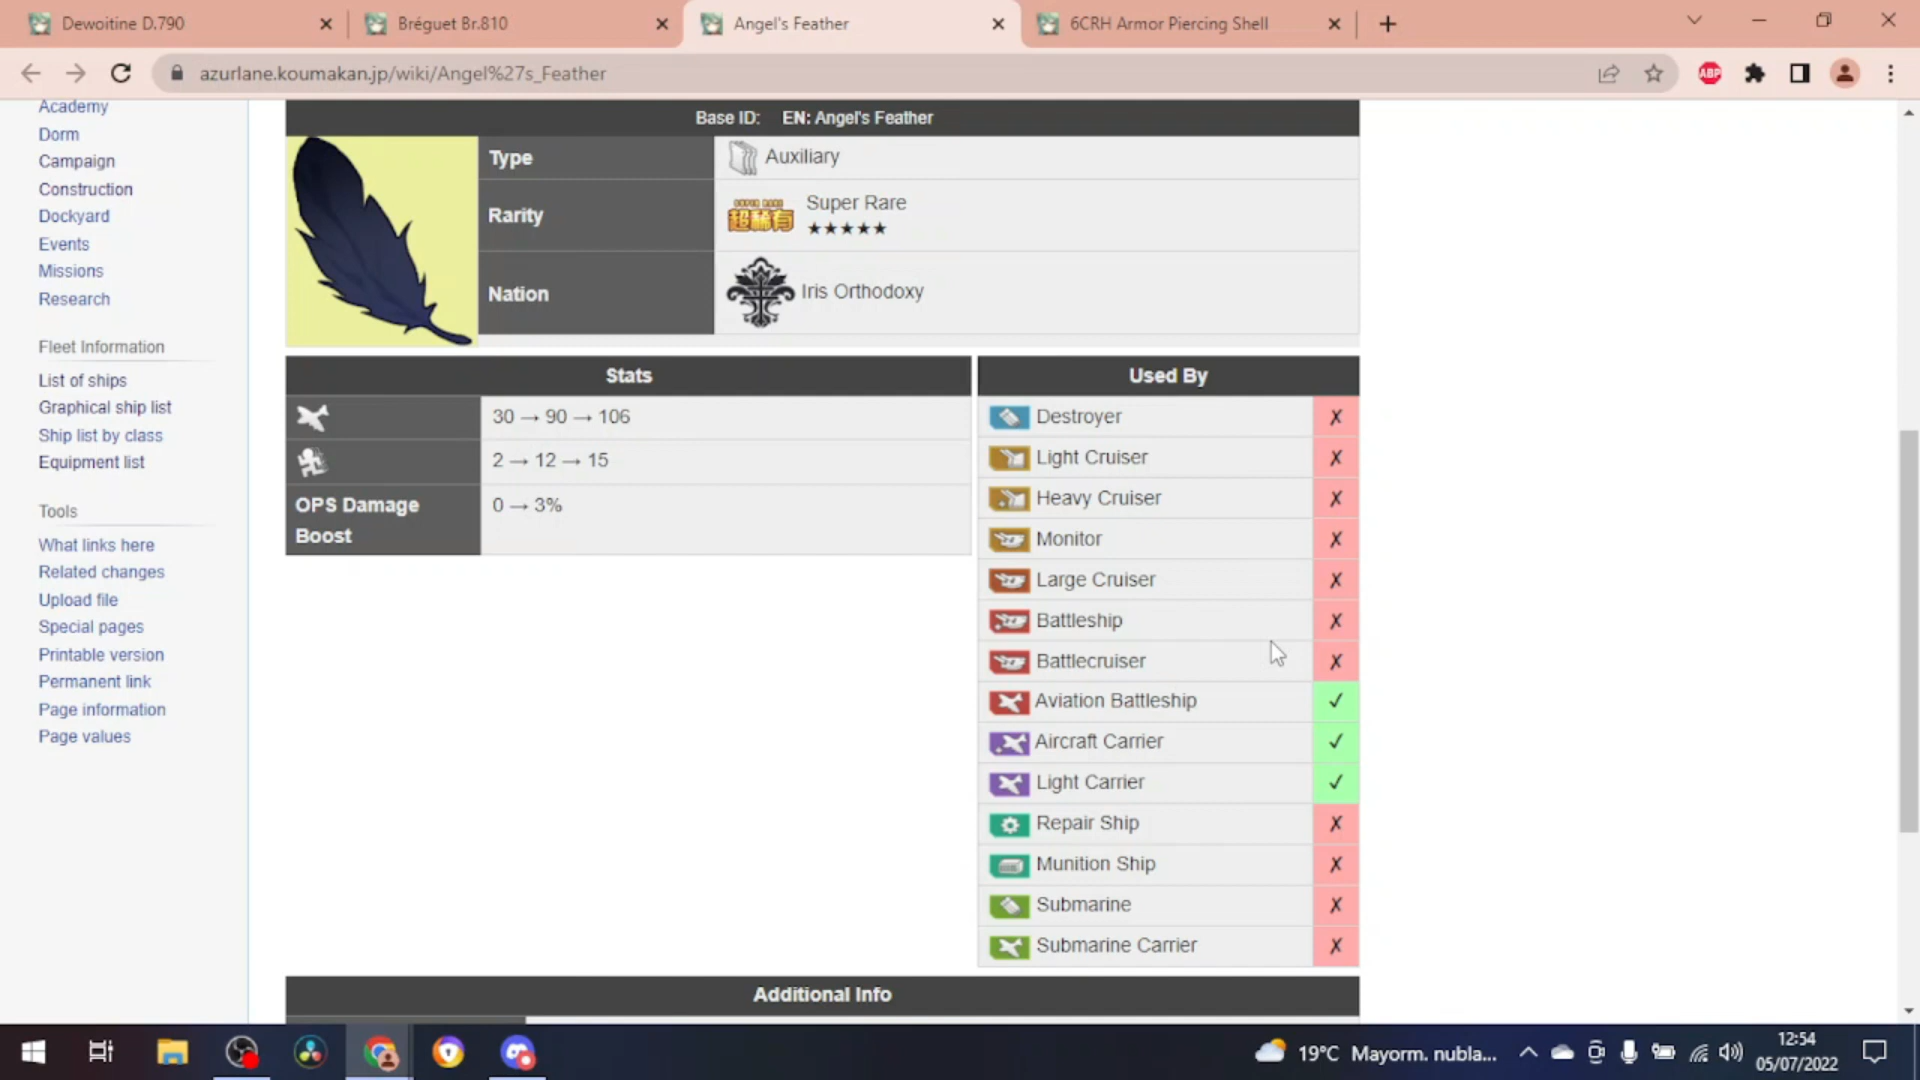 Dewoitine D.790
Bréguet Br.810
Angel's Feather
6CRH Armor Piercing Shell
azurlane.koumakan.jp/wiki/Angel%27s_Feather
ABP
Academy
Dorm
Campaign
Construction
Dockyard
Events
Missions
Research
Fleet Information
List of ships
Graphical ship list
Ship list by class
Equipment list
Tools
What links here
Related changes
Upload file
Special pages
Printable version
Permanent link
Page information
Page values
Base ID: EN: Angel's Feather
Type
Auxiliary
Rarity
SUPER RARE
超稀有
Super Rare
★★★★★
Nation
Iris Orthodoxy
Stats
30 → 90 → 106
2 → 12 → 15
OPS Damage
Boost
0 → 3%
Used By
Destroyer ✗
Light Cruiser ✗
Heavy Cruiser ✗
Monitor ✗
Large Cruiser ✗
Battleship ✗
Battlecruiser ✗
Aviation Battleship ✓
Aircraft Carrier ✓
Light Carrier ✓
Repair Ship ✗
Munition Ship ✗
Submarine ✗
Submarine Carrier ✗
Additional Info
19°C Mayorm. nubla...
12:54
05/07/2022